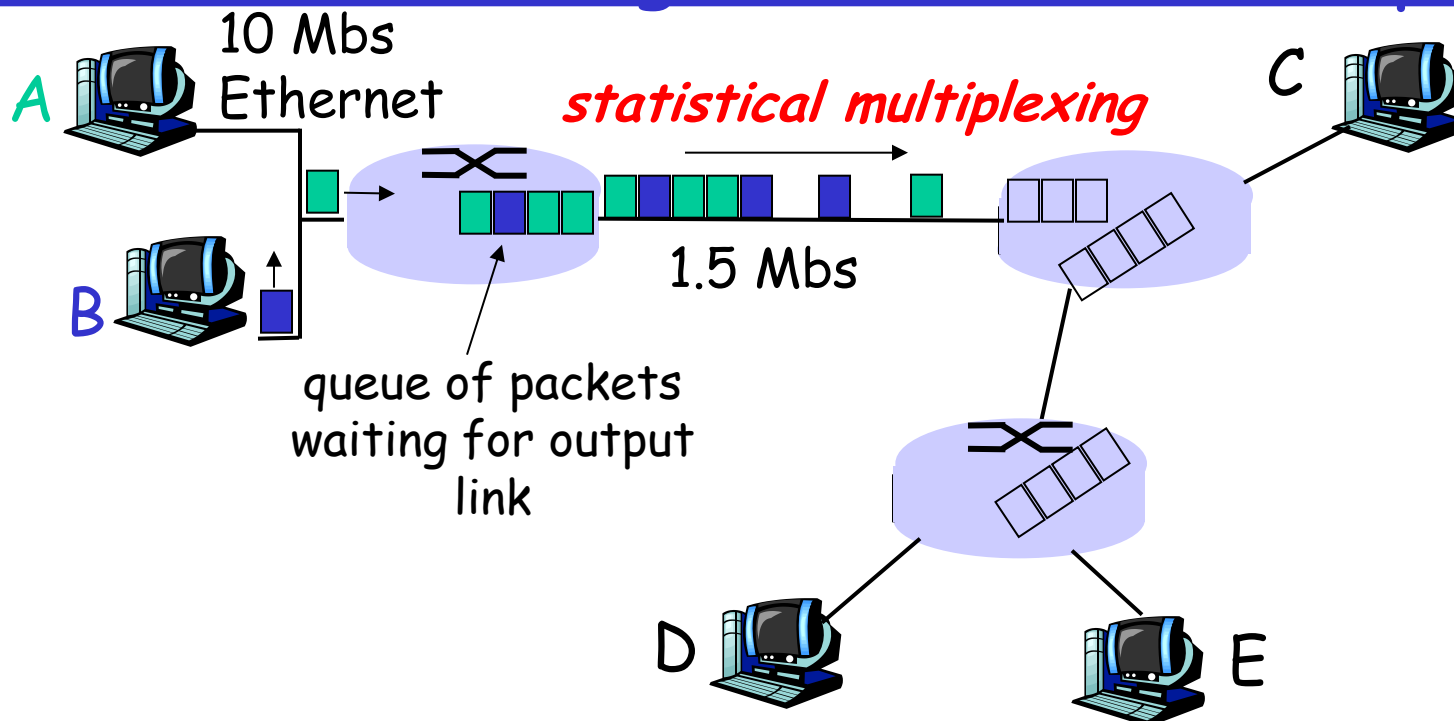 10 Mbs
Ethernet
A
statistical multiplexing
C
B
1.5 Mbs
queue of packets
waiting for output
link
D
E